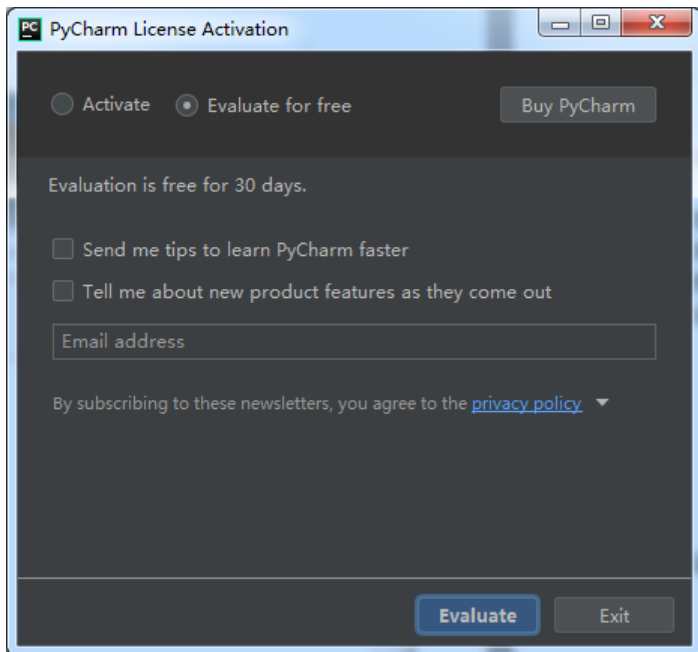 PC PyCharm License Activation
Activate Evaluate for free Buy PyCharm
Evaluation is free for 30 days.
Send me tips to learn PyCharm faster
Tell me about new product features as they come out
Email address
By subscribing to these newsletters, you agree to the privacy policy
Evaluate Exit